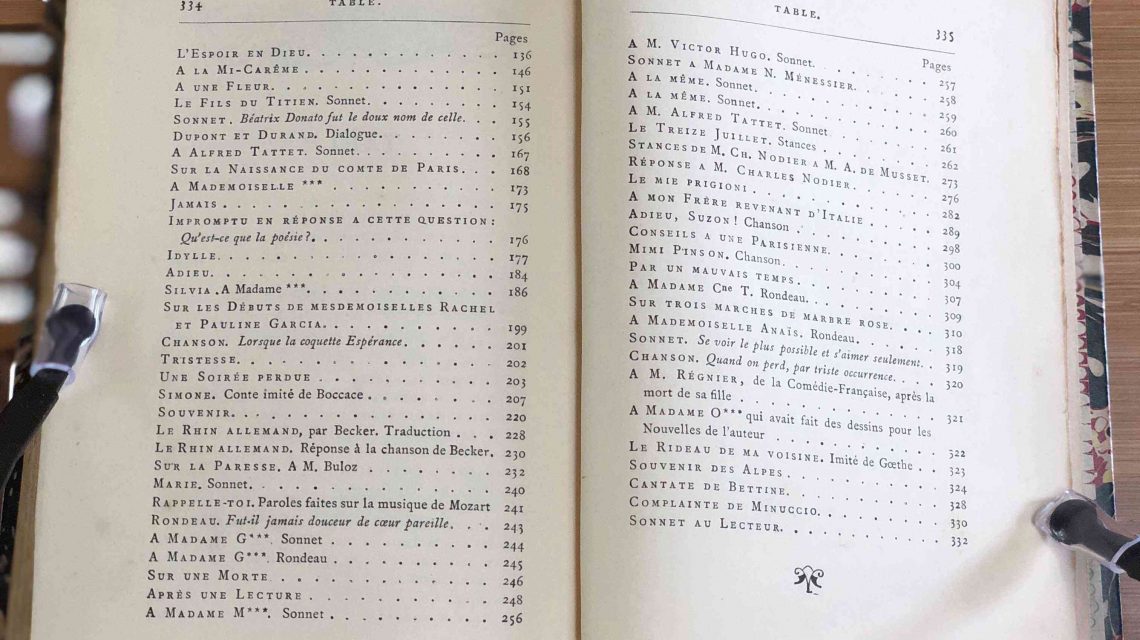 334 TABLE.
Pages
L'Espoir en Dieu. . . . . . . . . . . . 136
A la Mi-Carême . . . . . . . . . . . . 146
A une Fleur. . . . . . . . . . . . . . 151
Le Fils du Titien. Sonnet. . . . . . . . 154
Sonnet. Béatrix Donato fut le doux nom de celle. . . 155
Dupont et Durand. Dialogue. . . . . . . 156
A Alfred Tattet. Sonnet. . . . . . . . . 167
Sur la Naissance du comte de Paris. . . 168
A Mademoiselle *** . . . . . . . . . . 173
Jamais . . . . . . . . . . . . . . . . 175
Impromptu en réponse a cette question :
Qu'est-ce que la poésie ?. . . . . . . . . . 176
Idylle. . . . . . . . . . . . . . . . . 177
Adieu. . . . . . . . . . . . . . . . . 184
Silvia. A Madame ***. . . . . . . . . . 186
Sur les Débuts de mesdemoiselles Rachel
et Pauline Garcia. . . . . . . . . . . 199
Chanson. Lorsque la coquette Espérance. . . . . . 201
Tristesse. . . . . . . . . . . . . . . . 202
Une Soirée perdue . . . . . . . . . . . 203
Simone. Conte imité de Boccace . . . . . . . 207
Souvenir. . . . . . . . . . . . . . . . 220
Le Rhin allemand, par Becker. Traduction . . . 228
Le Rhin allemand. Réponse à la chanson de Becker. 230
Sur la Paresse. A M. Buloz . . . . . . . 232
Marie. Sonnet. . . . . . . . . . . . . . 240
Rappelle-toi. Paroles faites sur la musique de Mozart 241
Rondeau. Fut-il jamais douceur de cœur pareille. . . 243
A Madame G***. Sonnet . . . . . . . . . 244
A Madame G***. Rondeau . . . . . . . . 245
Sur une Morte. . . . . . . . . . . . . 246
Après une Lecture . . . . . . . . . . . 248
A Madame M***. Sonnet . . . . . . . . . 256
TABLE. 335
Pages
A M. Victor Hugo. Sonnet. . . . . . . . 257
Sonnet a Madame N. Ménessier. . . . . . 258
A la même. Sonnet. . . . . . . . . . . 259
A la même. Sonnet. . . . . . . . . . . 260
A M. Alfred Tattet. Sonnet . . . . . . . 261
Le Treize Juillet. Stances . . . . . . . . 262
Stances de M. Ch. Nodier a M. A. de Musset. 273
Réponse a M. Charles Nodier. . . . . . . 276
Le mie prigioni . . . . . . . . . . . . 282
A mon Frère revenant d'Italie . . . . . . 289
Adieu, Suzon ! Chanson . . . . . . . . . 298
Conseils a une Parisienne. . . . . . . . 300
Mimi Pinson. Chanson. . . . . . . . . . 304
Par un mauvais temps. . . . . . . . . . 307
A Madame Cne T. Rondeau. . . . . . . . 309
Sur trois marches de marbre rose. . . . . 310
A Mademoiselle Anaïs. Rondeau. . . . . . 318
Sonnet. Se voir le plus possible et s'aimer seulement. . 319
Chanson. Quand on perd, par triste occurrence. . . . 320
A M. Régnier, de la Comédie-Française, après la
mort de sa fille . . . . . . . . . . . . 321
A Madame O*** qui avait fait des dessins pour les
Nouvelles de l'auteur . . . . . . . . . . 322
Le Rideau de ma voisine. Imité de Gœthe . . . 323
Souvenir des Alpes . . . . . . . . . . . 324
Cantate de Bettine. . . . . . . . . . . 328
Complainte de Minuccio. . . . . . . . . 330
Sonnet au Lecteur. . . . . . . . . . . 332